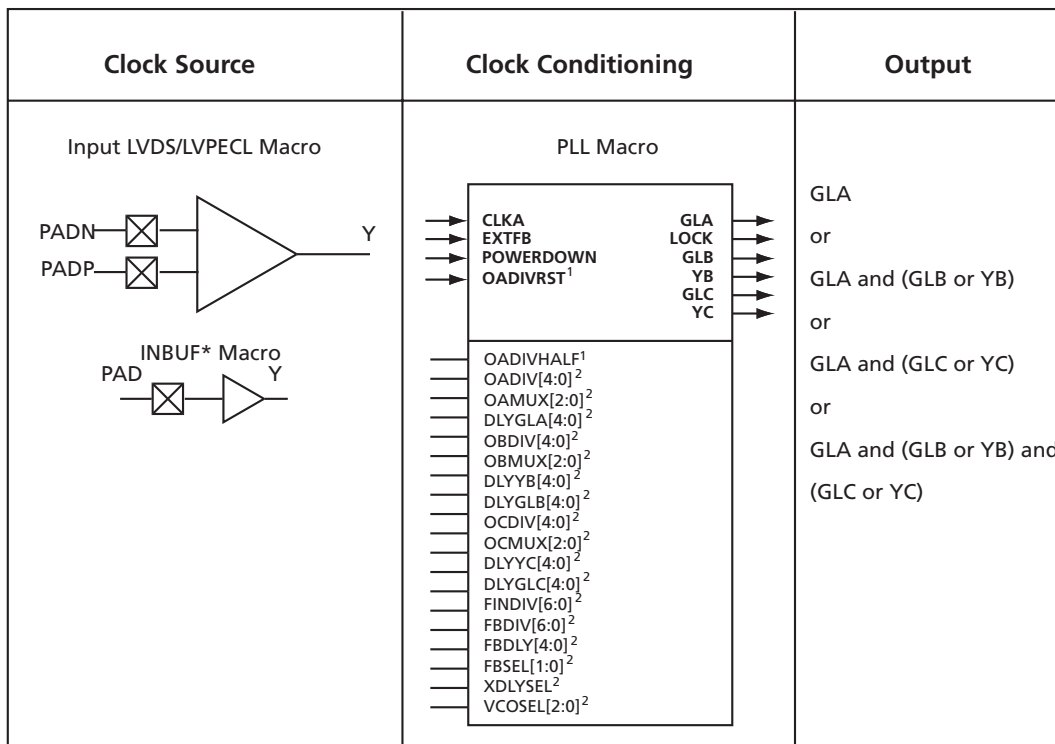 Clock Source
Clock Conditioning
Output
Input LVDS/LVPECL Macro
PADN
PADP
Y
INBUF* Macro
PAD
Y
PLL Macro
CLKA
EXTFB
POWERDOWN
OADIVRST1
GLA
LOCK
GLB
YB
GLC
YC
OADIVHALF1
OADIV[4:0]2
OAMUX[2:0]2
DLYGLA[4:0]2
OBDIV[4:0]2
OBMUX[2:0]2
DLYYB[4:0]2
DLYGLB[4:0]2
OCDIV[4:0]2
OCMUX[2:0]2
DLYYC[4:0]2
DLYGLC[4:0]2
FINDIV[6:0]2
FBDIV[6:0]2
FBDLY[4:0]2
FBSEL[1:0]2
XDLYSEL2
VCOSEL[2:0]2
GLA
or
GLA and (GLB or YB)
or
GLA and (GLC or YC)
or
GLA and (GLB or YB) and
(GLC or YC)